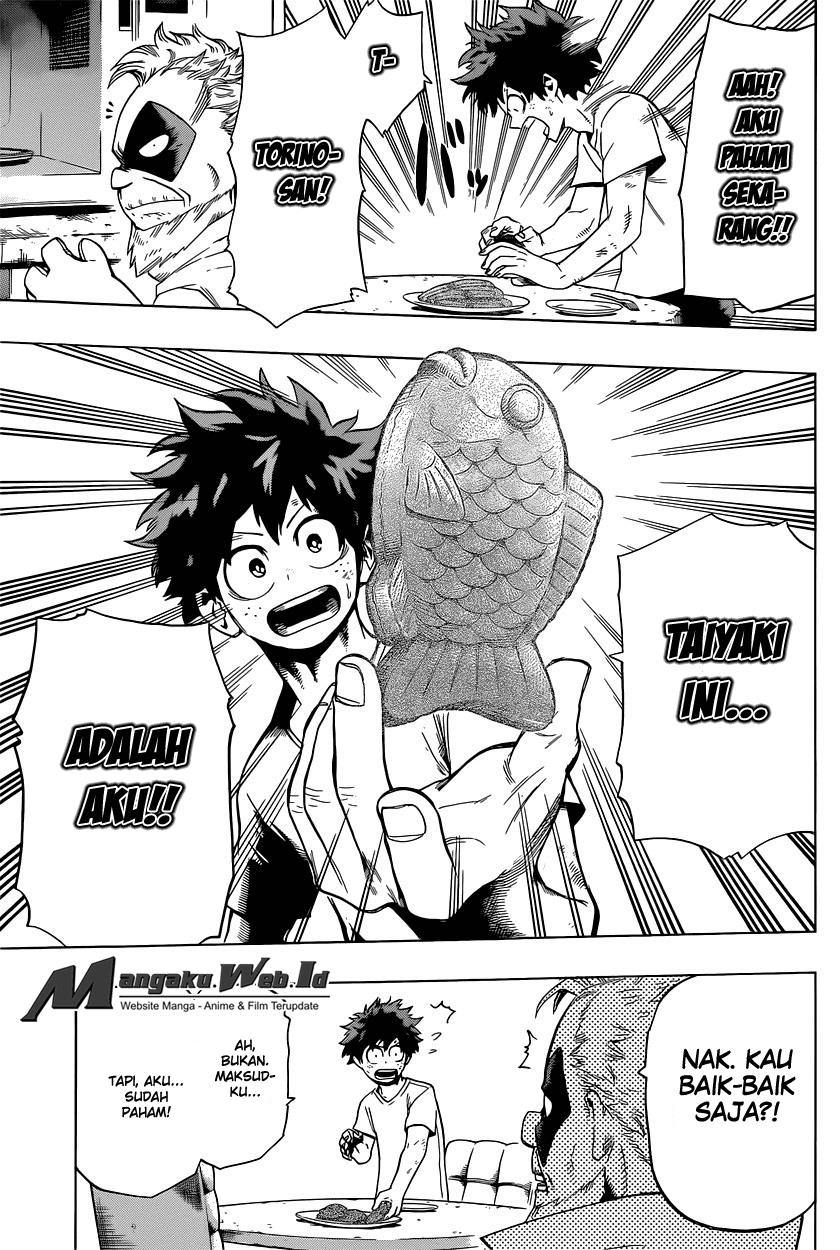 AAH!
AKU
PAHAM
SEKA-
RANG!!
T-
TORINO-
SAN!
TAIYAKI
INI...
ADALAH
AKU!!
Mangaku.Web.Id
Website Manga - Anime & Film Terupdate
NAK. KAU
BAIK-BAIK
SAJA?!
AH,
BUKAN.
MAKSUD-
KU...
TAPI, AKU...
SUDAH
PAHAM!